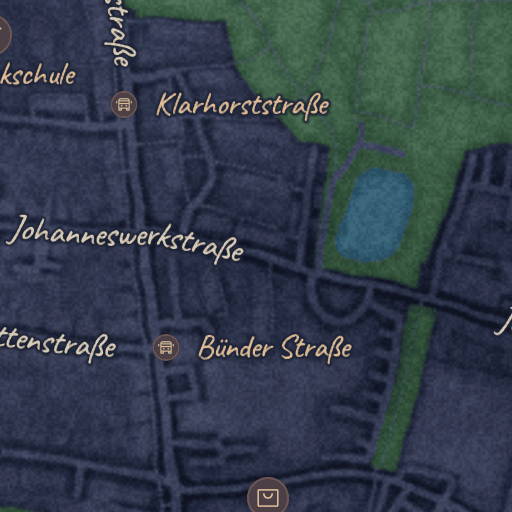 straße
kschule
Klarhorststraße
Johanneswerkstraße
ttenstraße
Bünder Straße
J